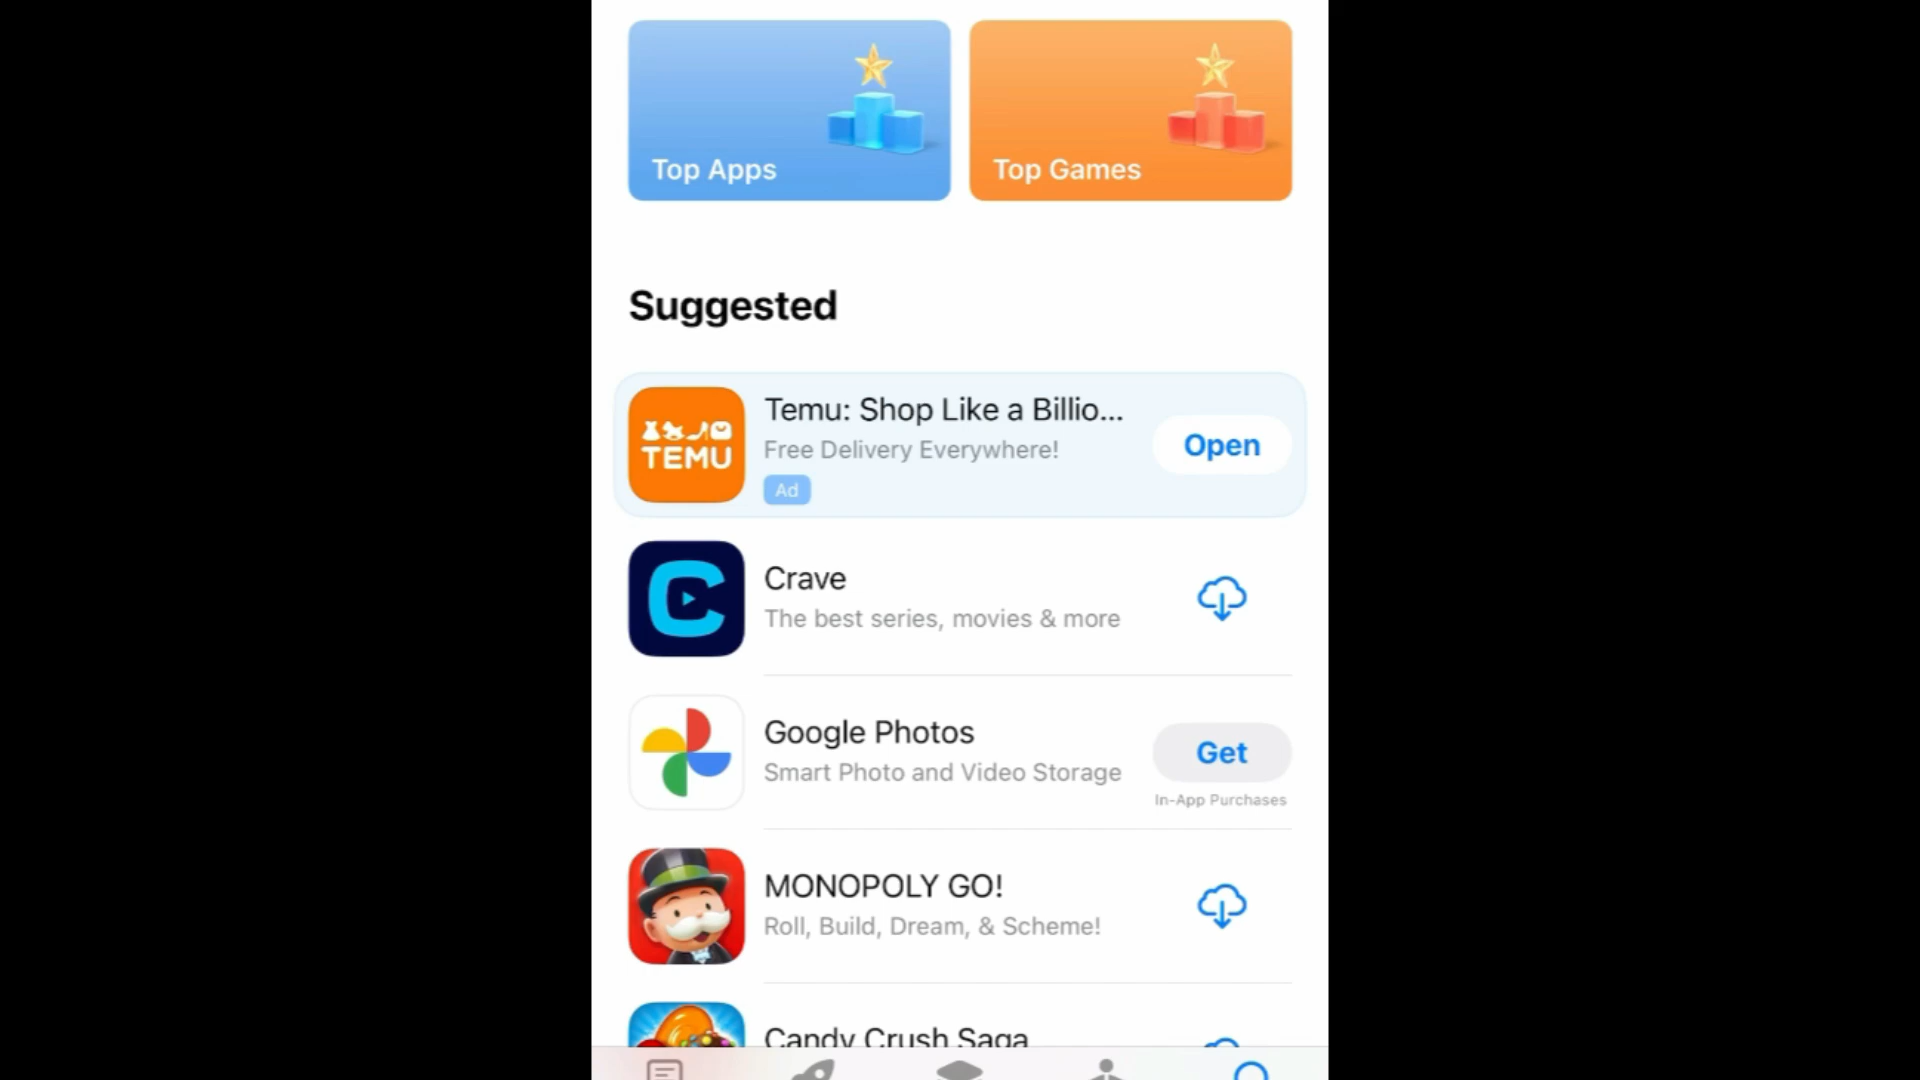 Top Apps
Top Games
Suggested
Temu: Shop Like a Billio...
Free Delivery Everywhere!
Ad
Open
TEMU
Crave
The best series, movies & more
Google Photos
Smart Photo and Video Storage
Get
In-App Purchases
MONOPOLY GO!
Roll, Build, Dream, & Scheme!
Candy Crush Saga